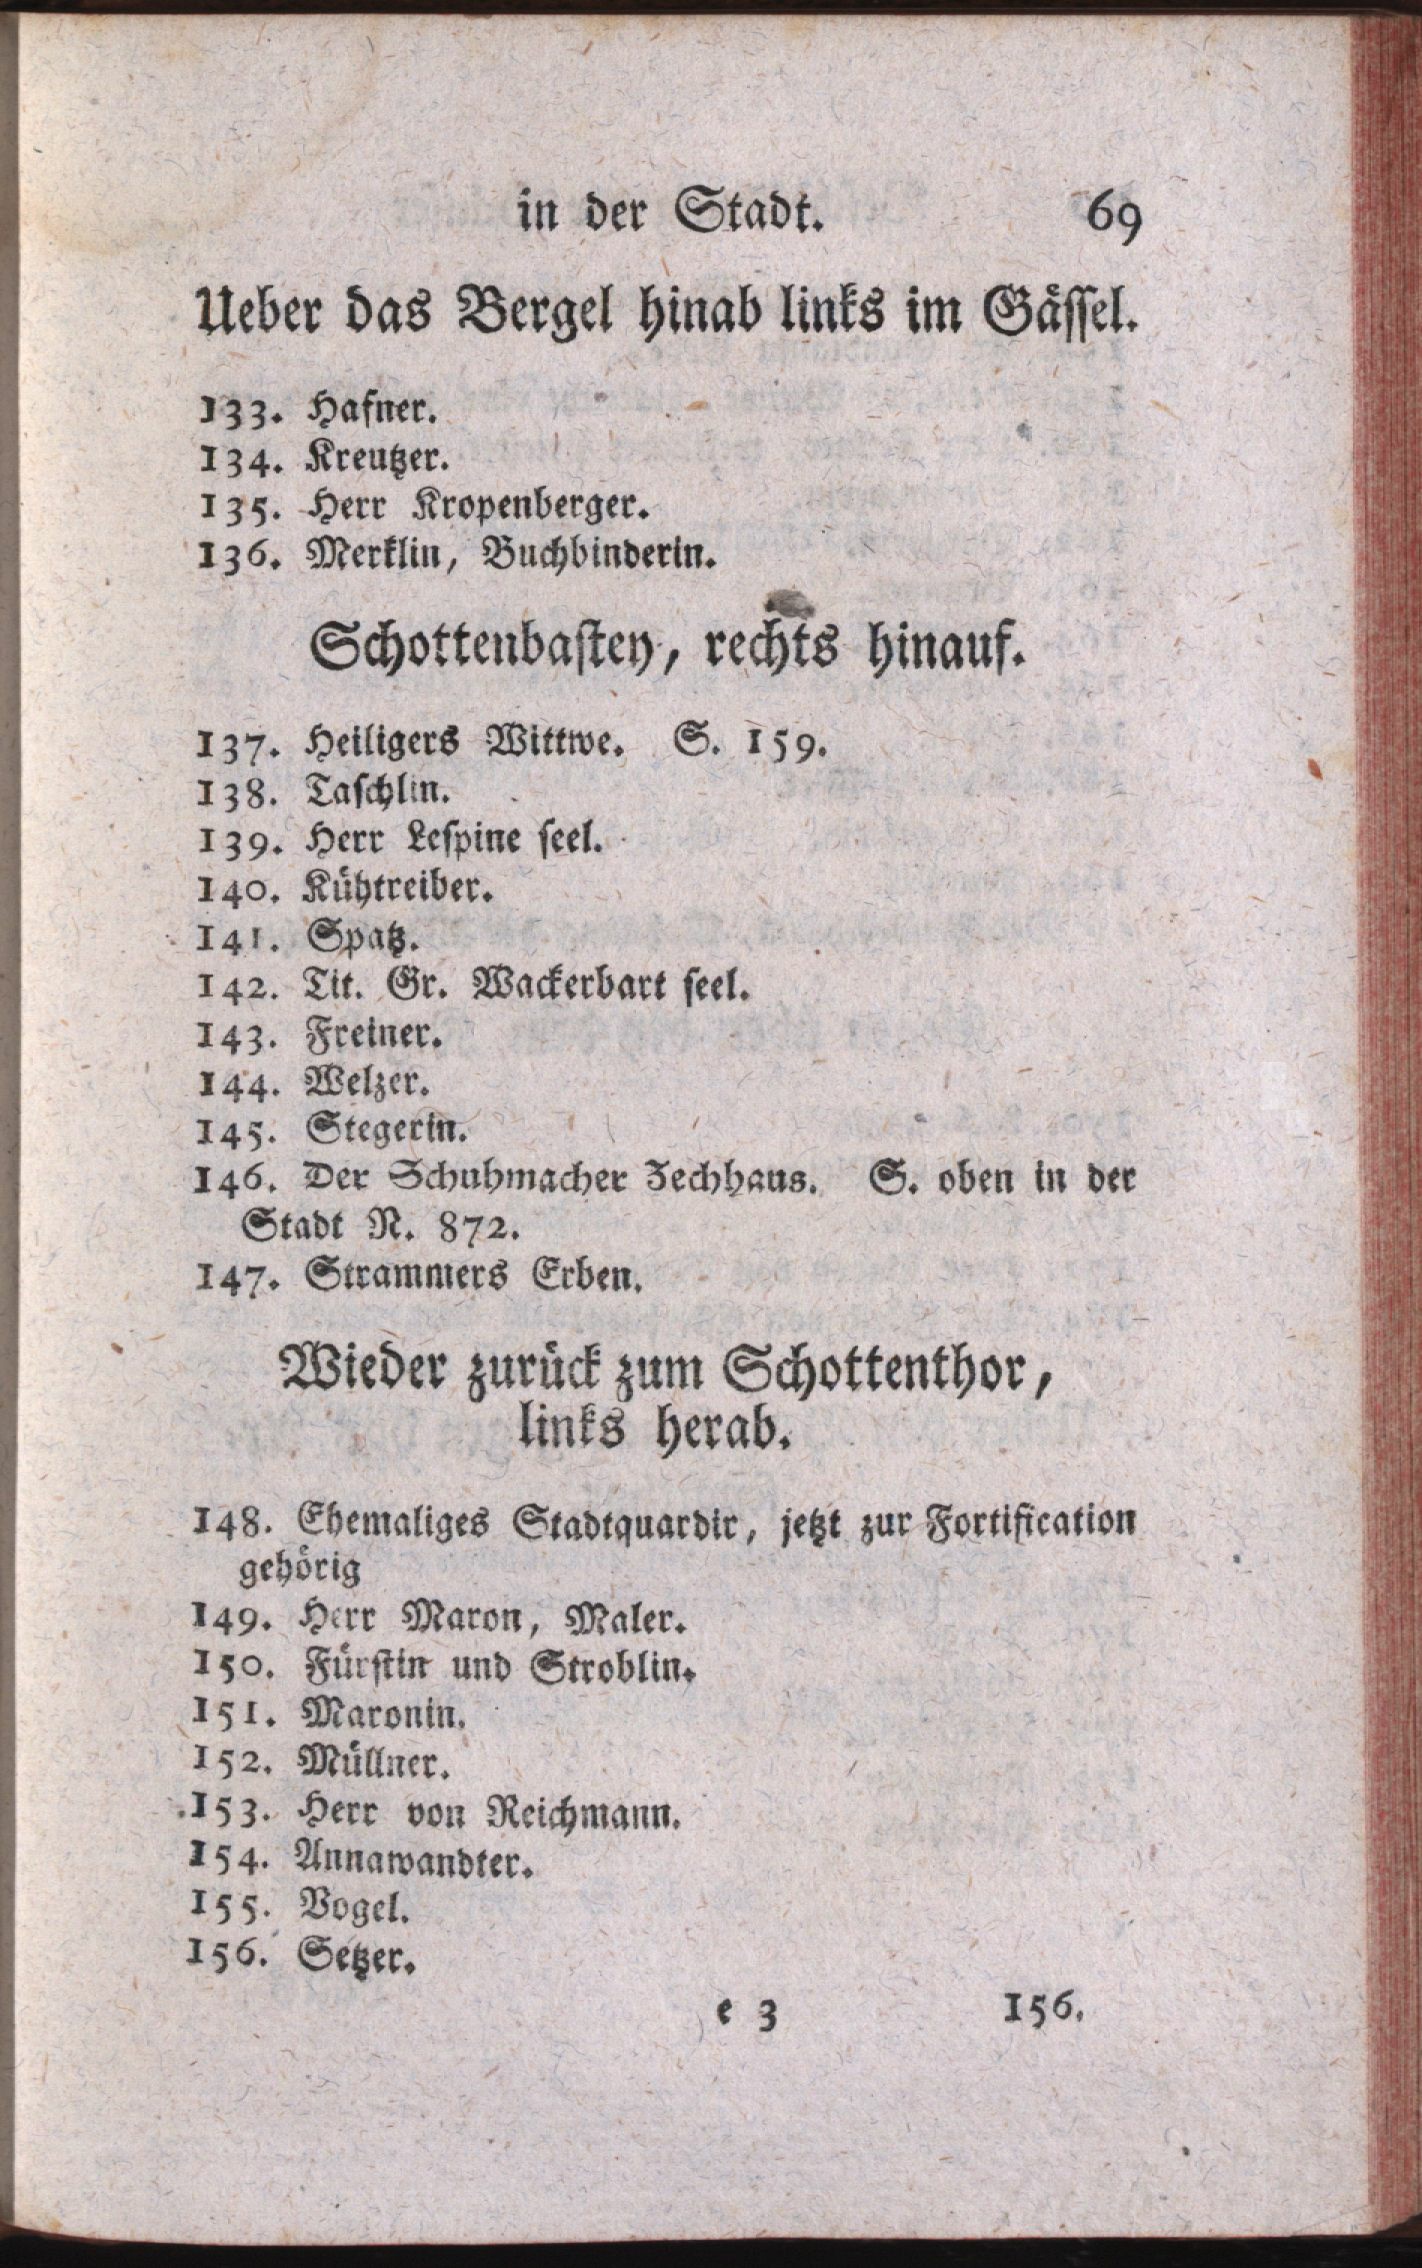 in der Stadt. 69
Ueber das Bergel hinab links im Gässel.
133. Hafner.
134. Kreutzer.
135. Herr Kropenberger.
136. Merklin, Buchbinderin.
Schottenbastey, rechts hinauf.
137. Heiligers Wittwe. S. 159.
138. Taschlin.
139. Herr Lespine seel.
140. Kühtreiber.
141. Spatz.
142. Tit. Gr. Wackerbart seel.
143. Freiner.
144. Welzer.
145. Stegerin.
146. Der Schuhmacher Zechhaus. S. oben in der
Stadt N. 872.
147. Strammers Erben.
Wieder zurück zum Schottenthor,
links herab.
148. Ehemaliges Stadtquardir, jetzt zur Fortification
gehörig
149. Herr Maron, Maler.
150. Fürstin und Stroblin.
151. Maronin.
152. Müllner.
153. Herr von Reichmann.
154. Annawandter.
155. Vogel.
156. Setzer.
e 3 156.